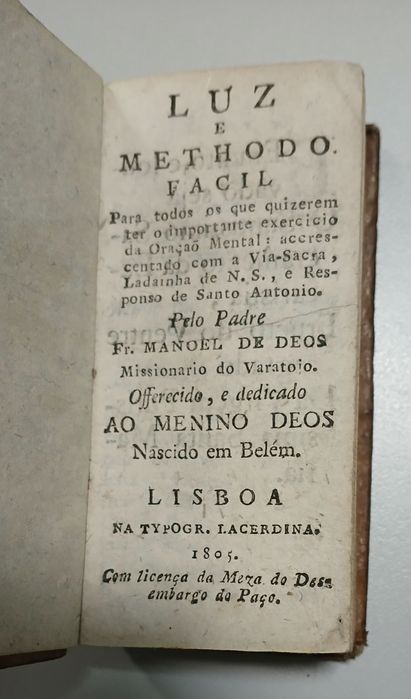 LUZ
E
METHODO.
FACIL
Para todos os que quizerem
ter o importante exercicio
da Oraçaõ Mental: accres-
centado com a Via-Sacra,
Ladainha de N. S., e Res-
ponso de Santo Antonio.
Pelo Padre
Fr. MANOEL DE DEOS
Missionario do Varatojo.
Offerecido, e dedicado
AO MENINO DEOS
Nascido em Belém.
LISBOA
NA TYPOGR. LACERDINA.
1805.
Com licença da Meza do Des-
embargo do Paço.